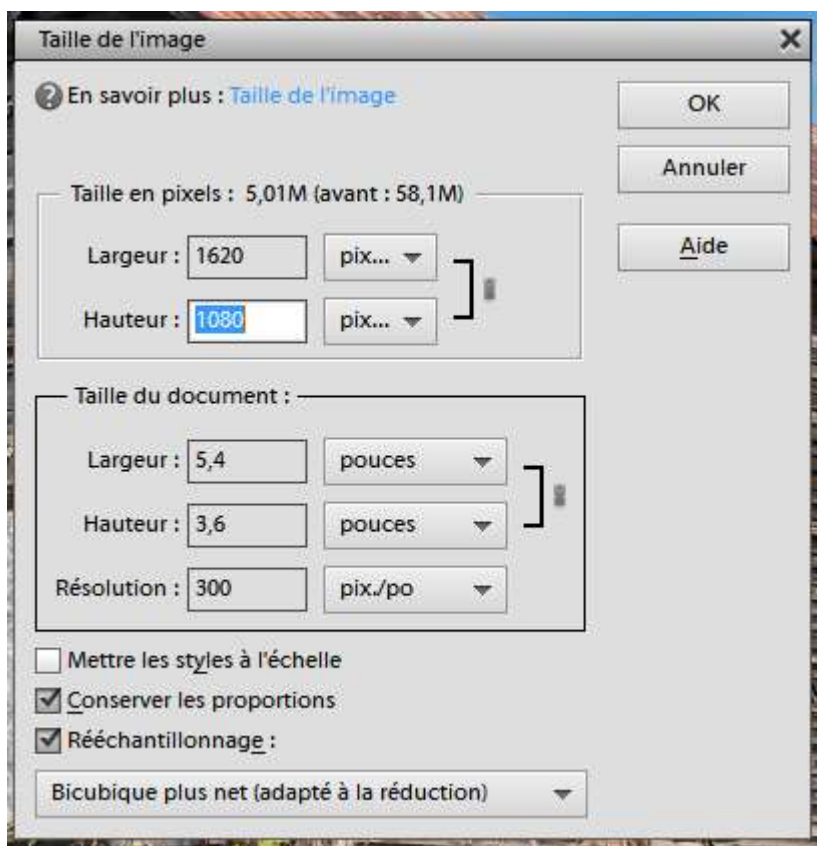 Taille de l'image
En savoir plus : Taille de l'image
OK
Annuler
Aide
Taille en pixels : 5,01M (avant : 58,1M)
Largeur : 1620 pix...
Hauteur : 1080 pix...
Taille du document :
Largeur : 5,4 pouces
Hauteur : 3,6 pouces
Résolution : 300 pix./po
Mettre les styles à l'échelle
Conserver les proportions
Rééchantillonnage :
Bicubique plus net (adapté à la réduction)